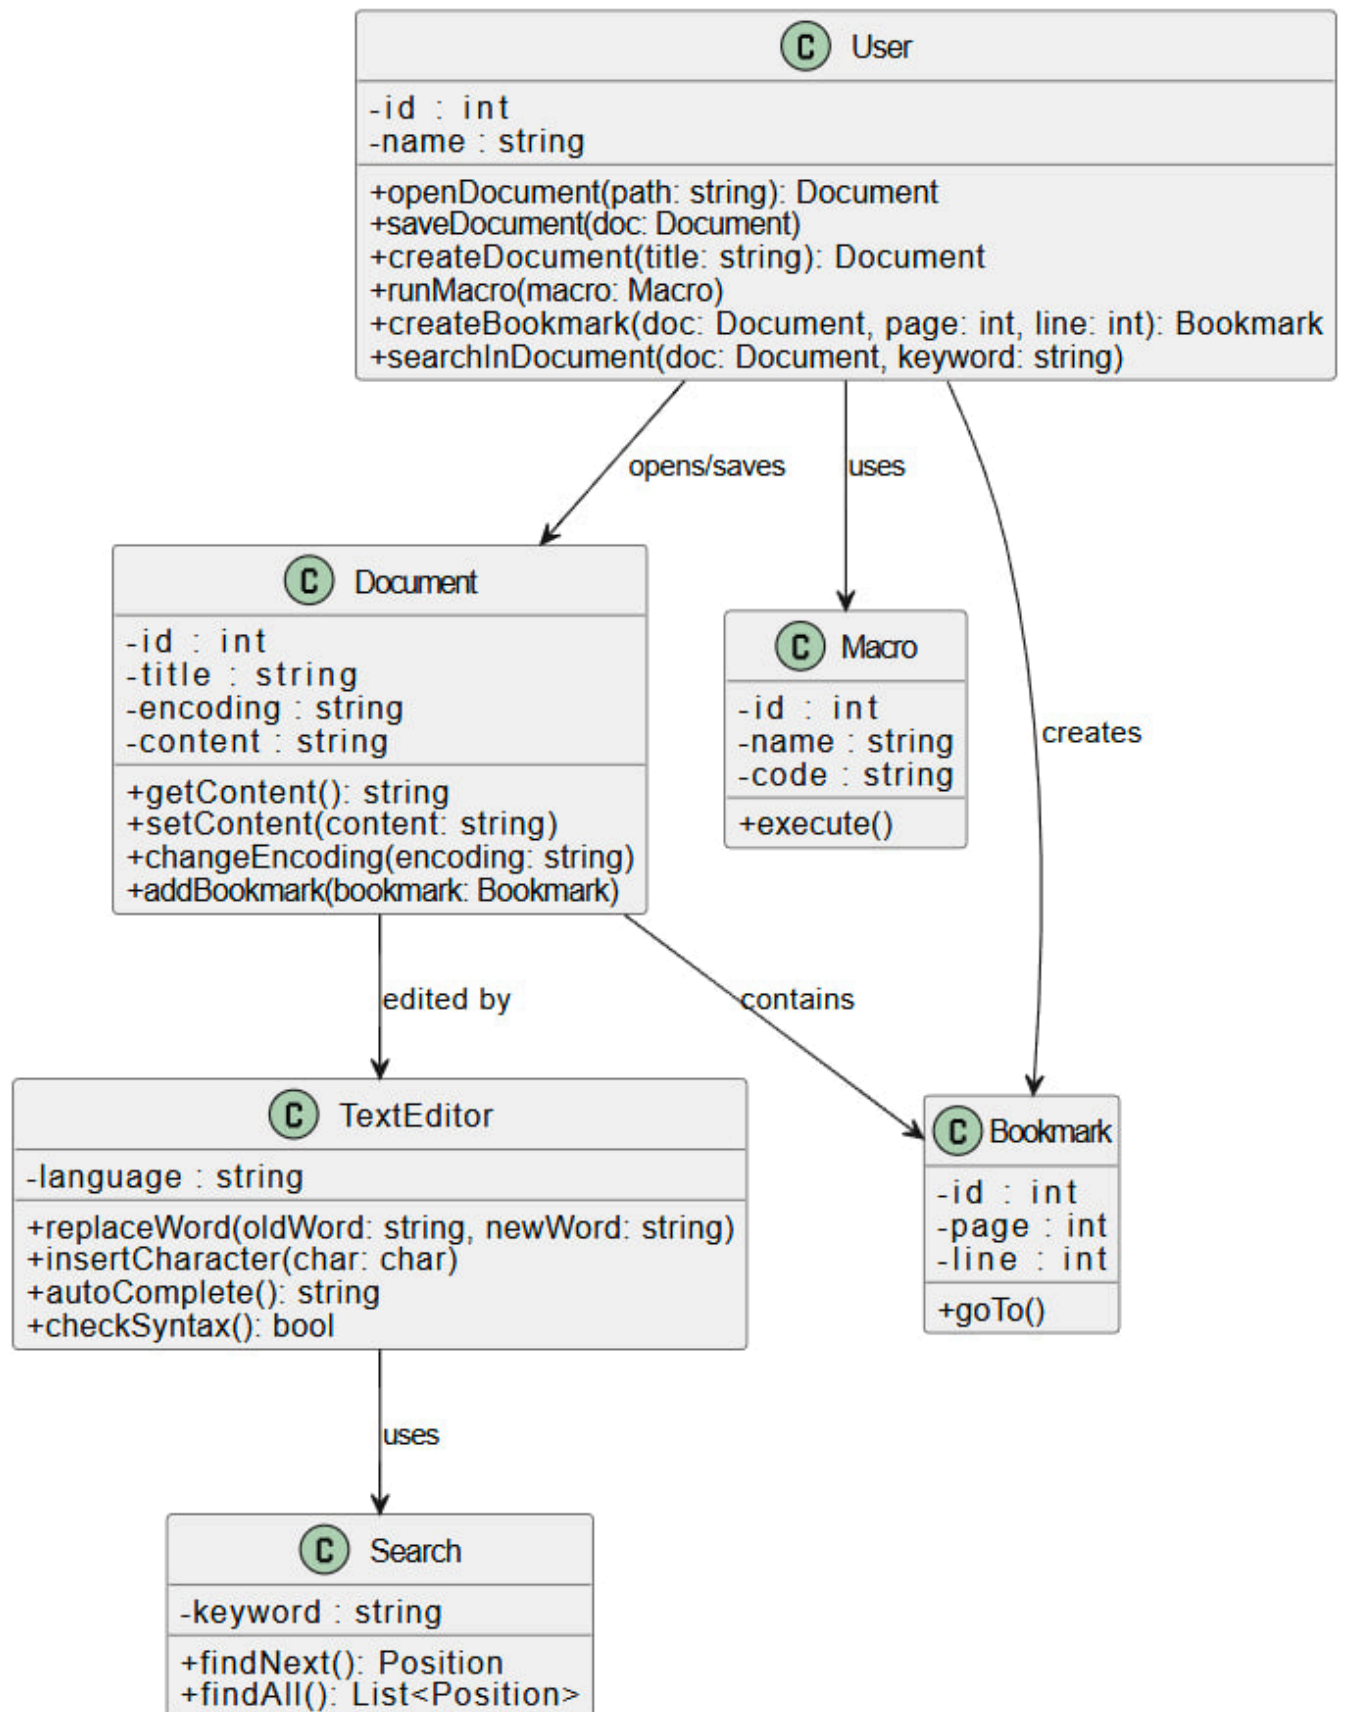 C User
-id : int
-name : string
+openDocument(path: string): Document
+saveDocument(doc: Document)
+createDocument(title: string): Document
+runMacro(macro: Macro)
+createBookmark(doc: Document, page: int, line: int): Bookmark
+searchInDocument(doc: Document, keyword: string)
opens/saves
uses
creates
C Document
-id : int
-title : string
-encoding : string
-content : string
+getContent(): string
+setContent(content: string)
+changeEncoding(encoding: string)
+addBookmark(bookmark: Bookmark)
C Macro
-id : int
-name : string
-code : string
+execute()
edited by
contains
C TextEditor
-language : string
+replaceWord(oldWord: string, newWord: string)
+insertCharacter(char: char)
+autoComplete(): string
+checkSyntax(): bool
C Bookmark
-id : int
-page : int
-line : int
+goTo()
uses
C Search
-keyword : string
+findNext(): Position
+findAll(): List<Position>